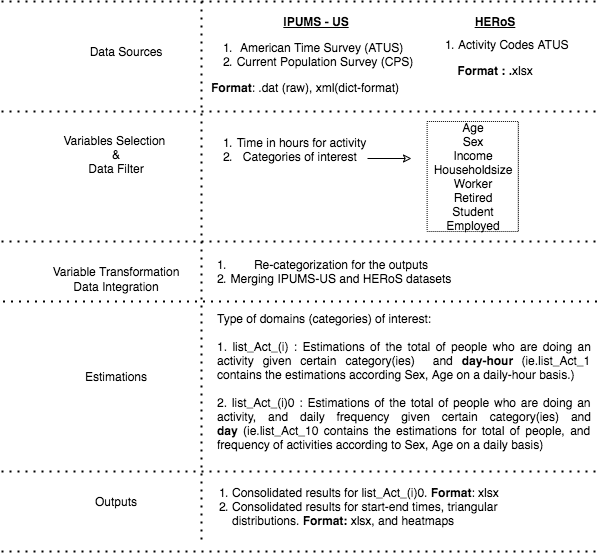 IPUMS - US
HERoS
Data Sources
1. American Time Survey (ATUS)
2. Current Population Survey (CPS)
Format: .dat (raw), xml(dict-format)
1. Activity Codes ATUS
Format : .xlsx
Variables Selection
&
Data Filter
1. Time in hours for activity
2. Categories of interest
Age
Sex
Income
Householdsize
Worker
Retired
Student
Employed
Variable Transformation
Data Integration
1. Re-categorization for the outputs
2. Merging IPUMS-US and HERoS datasets
Estimations
Type of domains (categories) of interest:
1. list_Act_(i) : Estimations of the total of people who are doing an
activity given certain category(ies) and day-hour (ie.list_Act_1
contains the estimations according Sex, Age on a daily-hour basis.)
2. list_Act_(i)0 : Estimations of the total of people who are doing an
activity, and daily frequency given certain category(ies) and
day (ie.list_Act_10 contains the estimations for total of people, and
frequency of activities according to Sex, Age on a daily basis)
Outputs
1. Consolidated results for list_Act_(i)0. Format: xlsx
2. Consolidated results for start-end times, triangular
distributions. Format: xlsx, and heatmaps